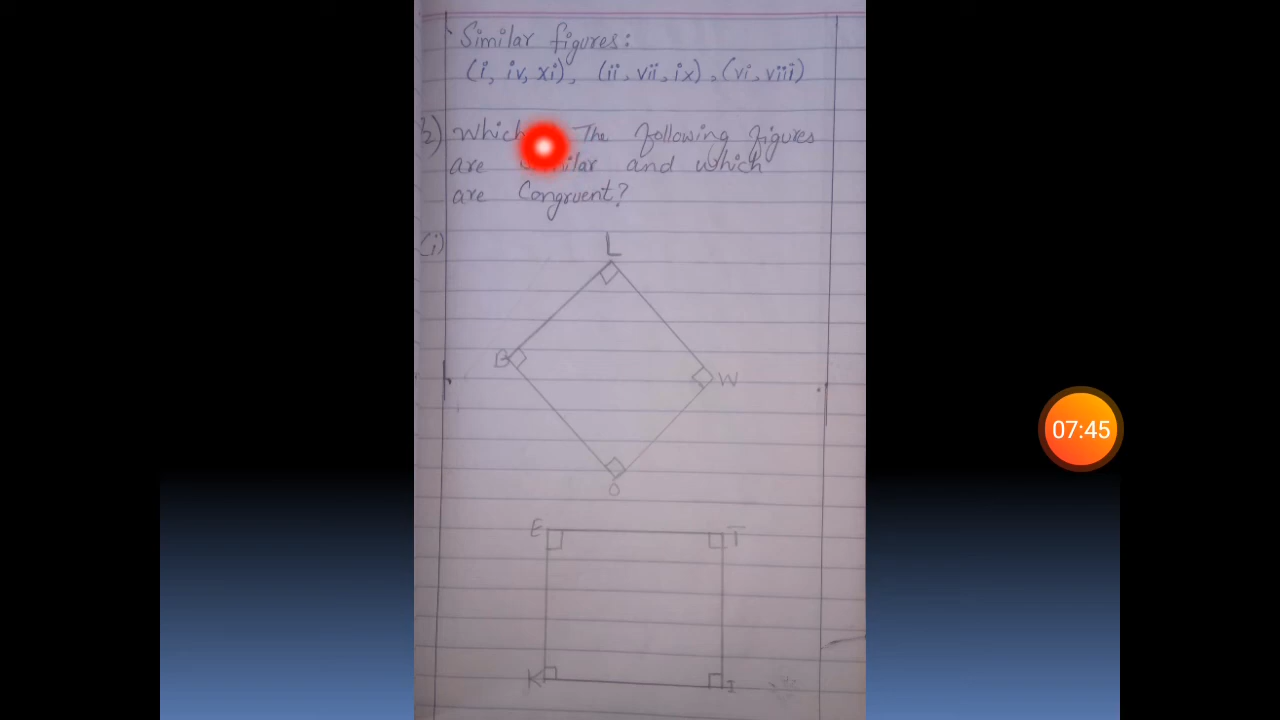 Similar figures:
(i, iv, xi), (ii, vii, ix), (vi, viii)
2) Which The following figures
are similar and which
are Congruent?
(i)
L
B
W
O
E T
K I
07:45